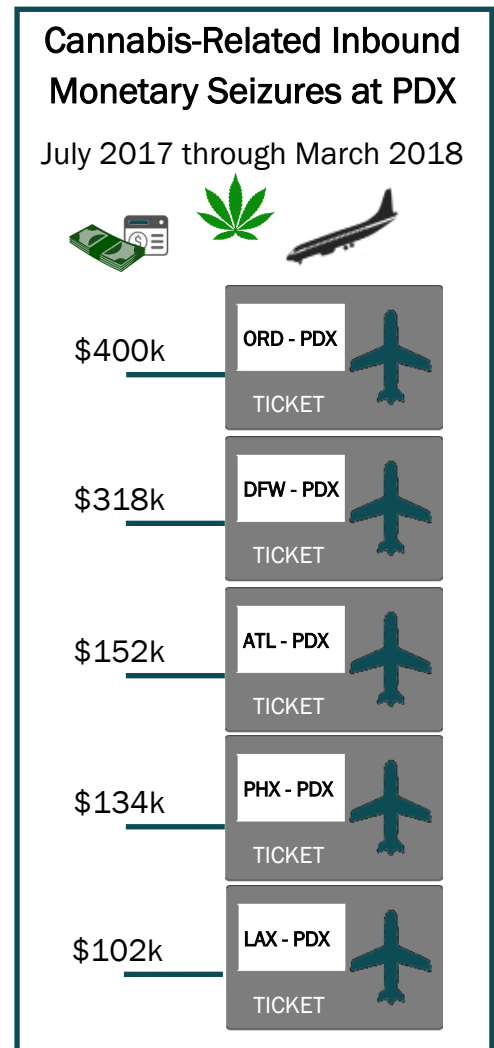 Cannabis-Related Inbound
Monetary Seizures at PDX
July 2017 through March 2018
$400k
ORD - PDX
TICKET
$318k
DFW - PDX
TICKET
$152k
ATL - PDX
TICKET
$134k
PHX - PDX
TICKET
$102k
LAX - PDX
TICKET